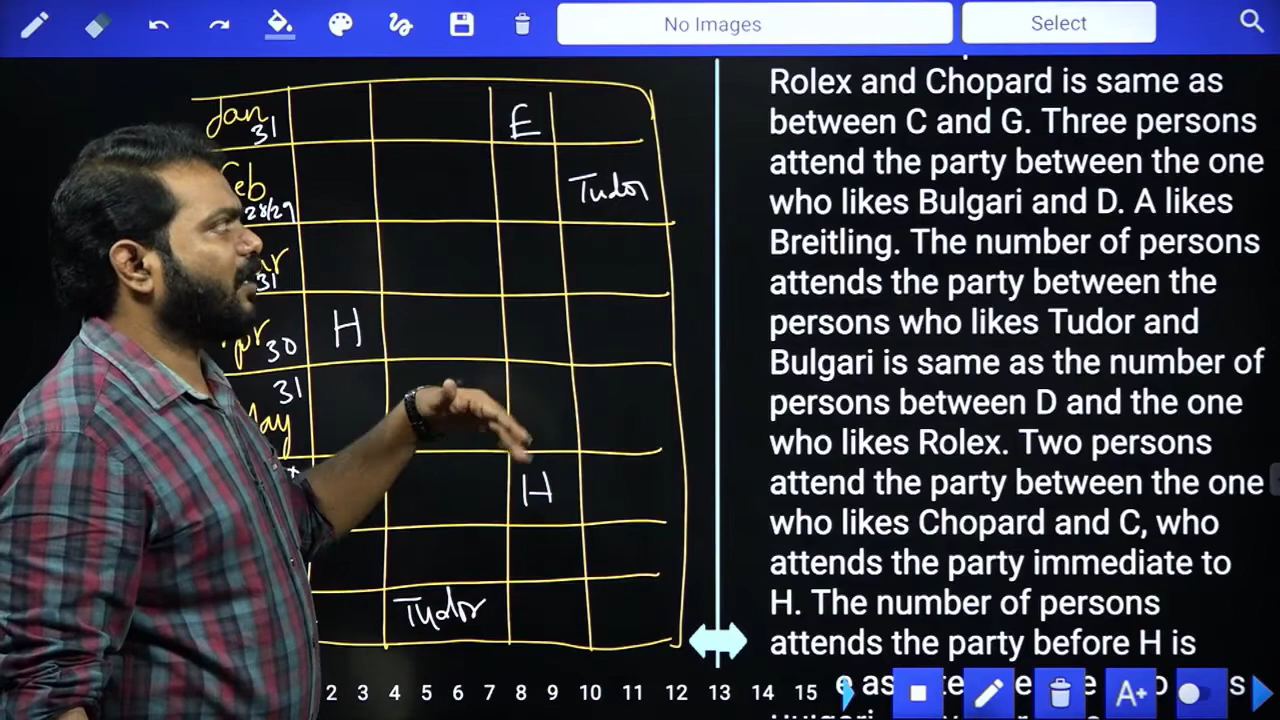 No Images
Select
Jan
31
E
Feb
28/29
Tudor
31
H
30
31
May
H
Tudor
Rolex and Chopard is same as
between C and G. Three persons
attend the party between the one
who likes Bulgari and D. A likes
Breitling. The number of persons
attends the party between the
persons who likes Tudor and
Bulgari is same as the number of
persons between D and the one
who likes Rolex. Two persons
attend the party between the one
who likes Chopard and C, who
attends the party immediate to
H. The number of persons
attends the party before H is
2 3 4 5 6 7 8 9 10 11 12 13 14 15
A+